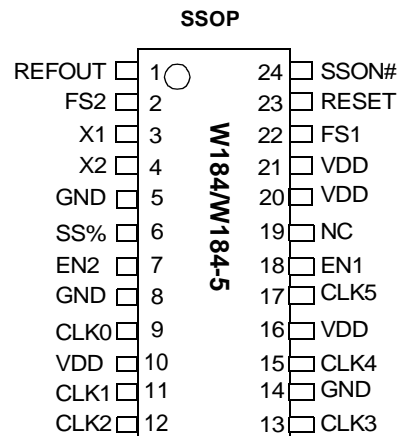 SSOP
REFOUT 1 24 SSON#
FS2 2 23 RESET
X1 3 22 FS1
X2 4 21 VDD
GND 5 20 VDD
SS% 6 19 NC
EN2 7 18 EN1
GND 8 17 CLK5
CLK0 9 16 VDD
VDD 10 15 CLK4
CLK1 11 14 GND
CLK2 12 13 CLK3
W184/W184-5